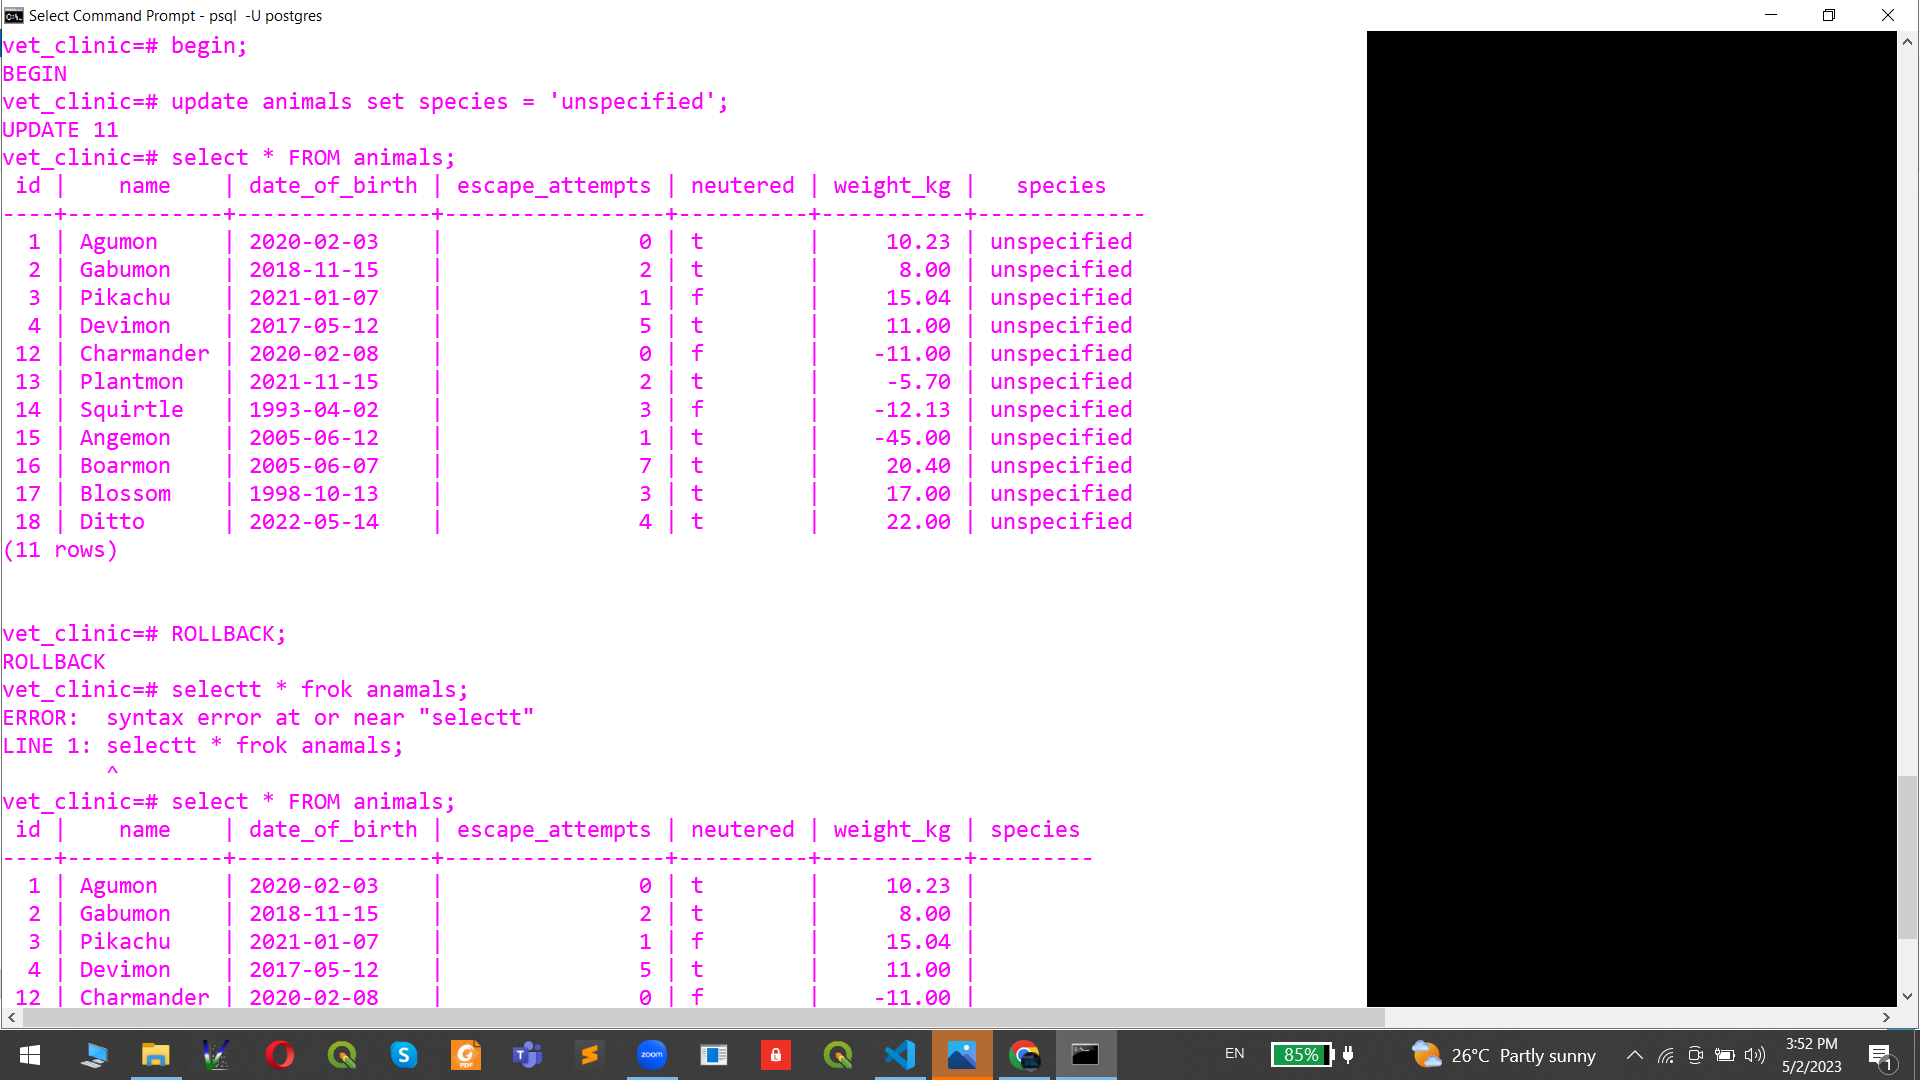 Select Command Prompt - psql  -U postgres
vet_clinic=# begin;
BEGIN
vet_clinic=# update animals set species = 'unspecified';
UPDATE 11
vet_clinic=# select * FROM animals;
 id |    name    | date_of_birth | escape_attempts | neutered | weight_kg |   species
----+------------+---------------+-----------------+----------+-----------+-------------
  1 | Agumon     | 2020-02-03    |               0 | t        |     10.23 | unspecified
  2 | Gabumon    | 2018-11-15    |               2 | t        |      8.00 | unspecified
  3 | Pikachu    | 2021-01-07    |               1 | f        |     15.04 | unspecified
  4 | Devimon    | 2017-05-12    |               5 | t        |     11.00 | unspecified
 12 | Charmander | 2020-02-08    |               0 | f        |    -11.00 | unspecified
 13 | Plantmon   | 2021-11-15    |               2 | t        |     -5.70 | unspecified
 14 | Squirtle   | 1993-04-02    |               3 | f        |    -12.13 | unspecified
 15 | Angemon    | 2005-06-12    |               1 | t        |    -45.00 | unspecified
 16 | Boarmon    | 2005-06-07    |               7 | t        |     20.40 | unspecified
 17 | Blossom    | 1998-10-13    |               3 | t        |     17.00 | unspecified
 18 | Ditto      | 2022-05-14    |               4 | t        |     22.00 | unspecified
(11 rows)
vet_clinic=# ROLLBACK;
ROLLBACK
vet_clinic=# selectt * frok anamals;
ERROR:  syntax error at or near "selectt"
LINE 1: selectt * frok anamals;
        ^
vet_clinic=# select * FROM animals;
 id |    name    | date_of_birth | escape_attempts | neutered | weight_kg | species
----+------------+---------------+-----------------+----------+-----------+---------
  1 | Agumon     | 2020-02-03    |               0 | t        |     10.23 |
  2 | Gabumon    | 2018-11-15    |               2 | t        |      8.00 |
  3 | Pikachu    | 2021-01-07    |               1 | f        |     15.04 |
  4 | Devimon    | 2017-05-12    |               5 | t        |     11.00 |
 12 | Charmander | 2020-02-08    |               0 | f        |    -11.00 |
zoom
EN
85%
26°C  Partly sunny
3:52 PM
5/2/2023
1